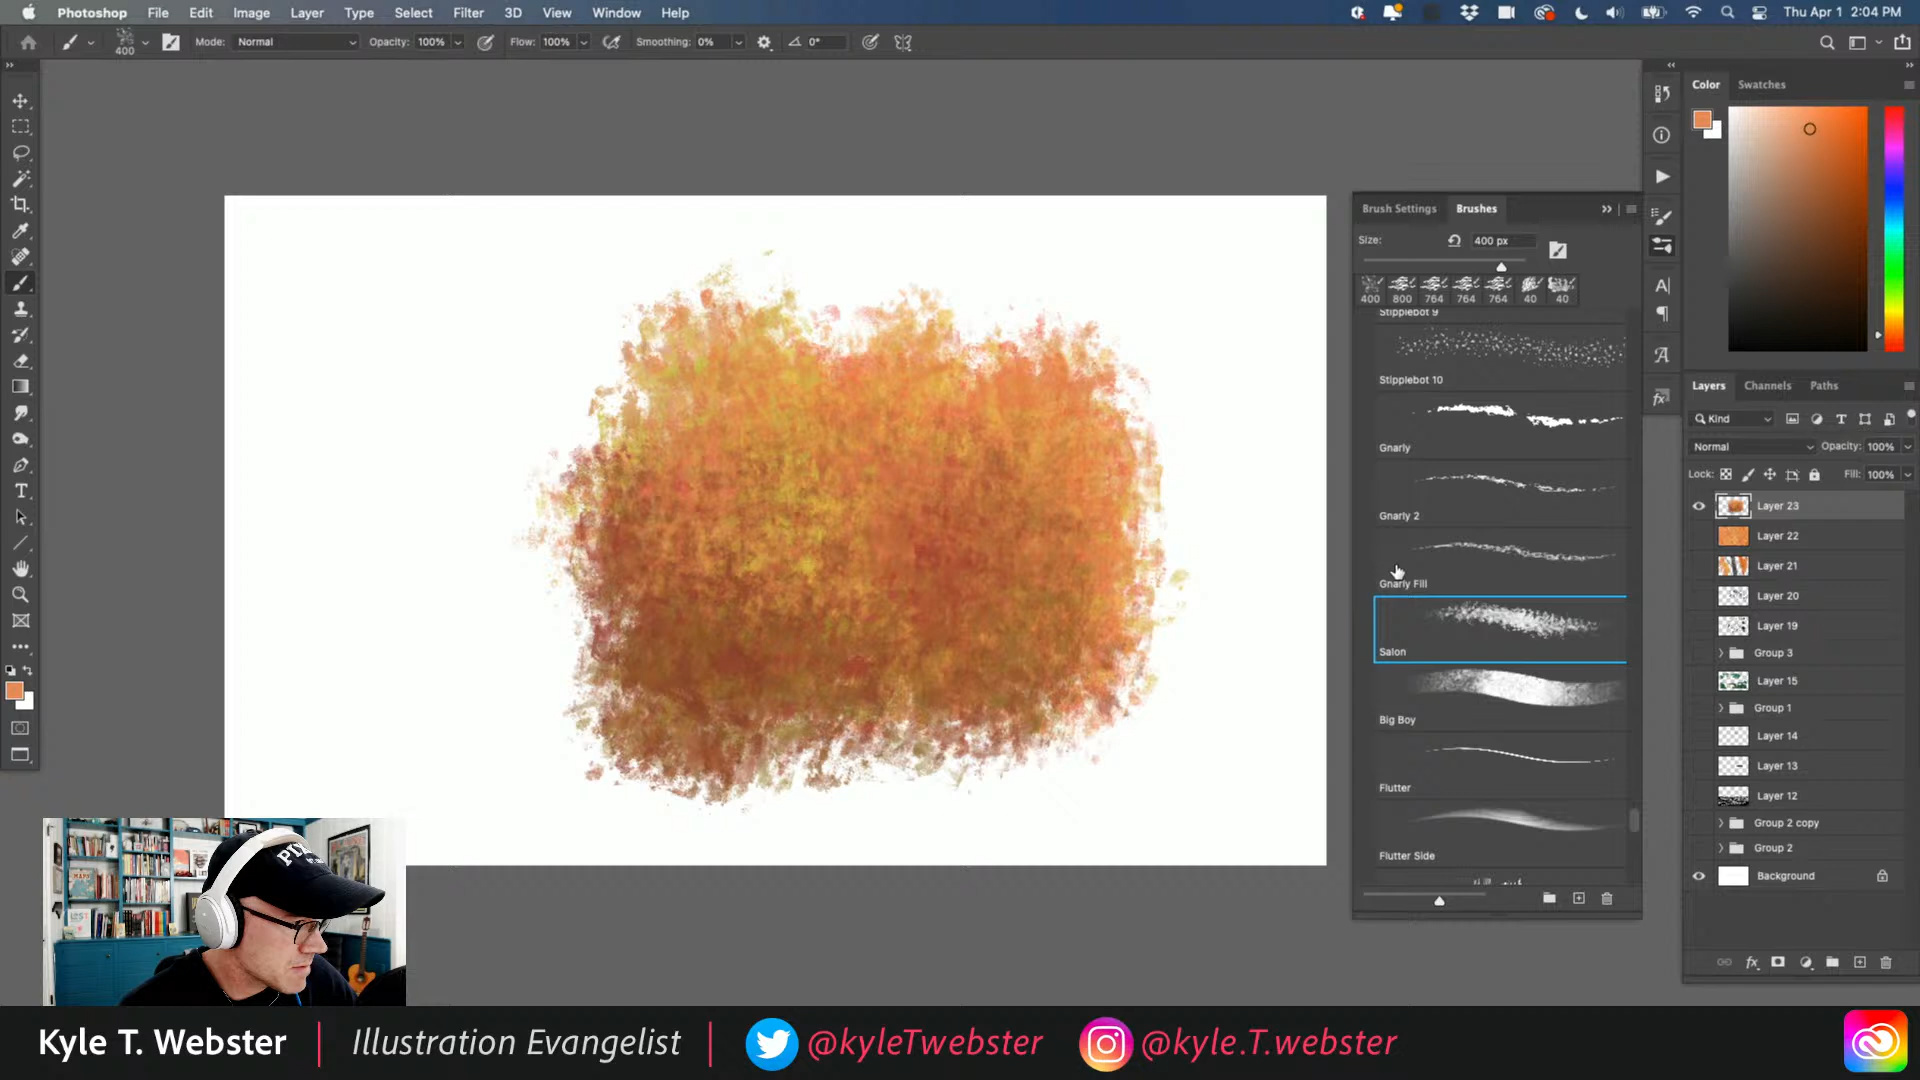 Photoshop File Edit Image Layer Type Select Filter 3D View Window Help
Thu Apr 1 2:04 PM
400 Mode: Normal Opacity: 100% Flow: 100% Smoothing: 0% 0°
Color Swatches
Brush Settings Brushes
Size: 400 px
400 800 764 764 764 40 40
Stipplebot 9
Stipplebot 10
Gnarly
Gnarly 2
Gnarly Fill
Salon
Big Boy
Flutter
Flutter Side
Layers Channels Paths
Kind
Normal Opacity: 100%
Lock: Fill: 100%
Layer 23
Layer 22
Layer 21
Layer 20
Layer 19
Group 3
Layer 15
Group 1
Layer 14
Layer 13
Layer 12
Group 2 copy
Group 2
Background
Kyle T. Webster | Illustration Evangelist | @kyleTwebster @kyle.T.webster